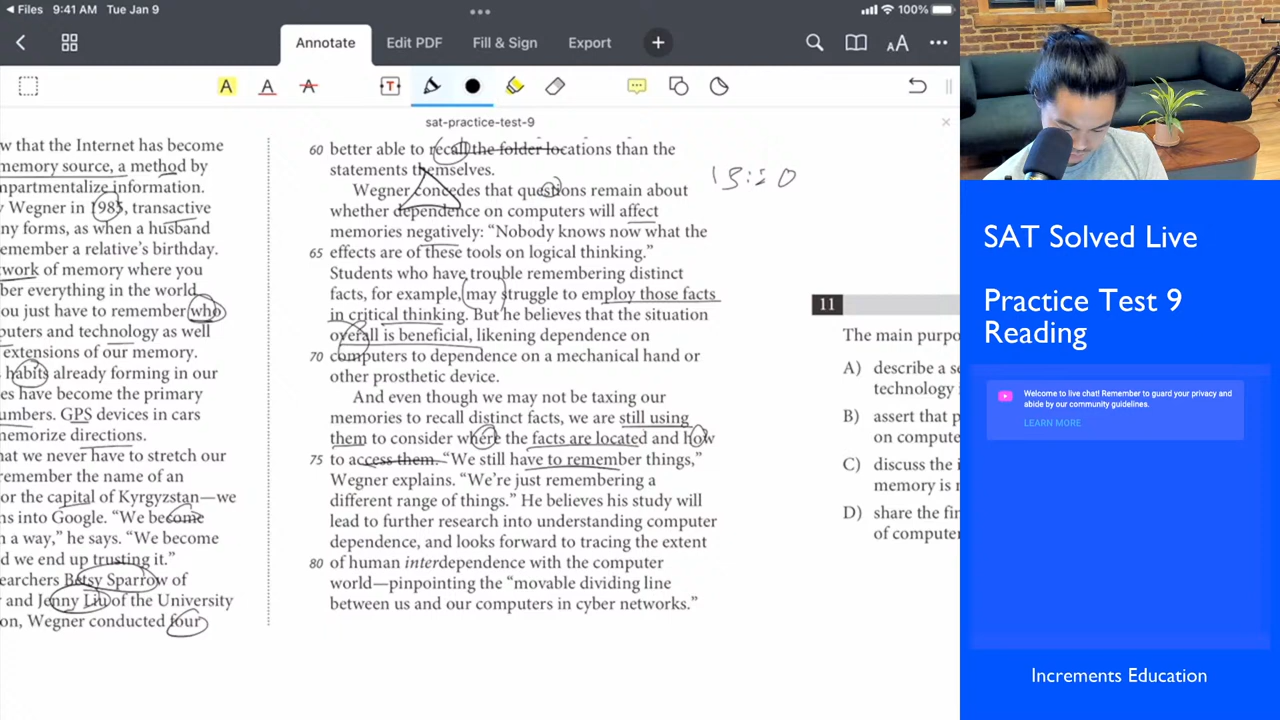 Files 9:41 AM Tue Jan 9
100%
Annotate
Edit PDF
Fill & Sign
Export
sat-practice-test-9
w that the Internet has become
memory source, a method by
mpartmentalize information.
y Wegner in 1985, transactive
ny forms, as when a husband
emember a relative's birthday.
twork of memory where you
ber everything in the world
ou just have to remember who
puters and technology as well
extensions of our memory.
habits already forming in our
es have become the primary
umbers. GPS devices in cars
memorize directions.
hat we never have to stretch our
remember the name of an
or the capital of Kyrgyzstan—we
ns into Google. "We become
n a way," he says. "We become
d we end up trusting it."
earchers Betsy Sparrow of
y and Jenny Liu of the University
on, Wegner conducted four
60 better able to recall the folder locations than the
statements themselves.
Wegner concedes that questions remain about
whether dependence on computers will affect
memories negatively: "Nobody knows now what the
65 effects are of these tools on logical thinking."
Students who have trouble remembering distinct
facts, for example, may struggle to employ those facts
in critical thinking. But he believes that the situation
overall is beneficial, likening dependence on
70 computers to dependence on a mechanical hand or
other prosthetic device.
And even though we may not be taxing our
memories to recall distinct facts, we are still using
them to consider where the facts are located and how
75 to access them. "We still have to remember things,"
Wegner explains. "We're just remembering a
different range of things." He believes his study will
lead to further research into understanding computer
dependence, and looks forward to tracing the extent
80 of human interdependence with the computer
world—pinpointing the "movable dividing line
between us and our computers in cyber networks."
11
The main purpo
A) describe a se
technology i
B) assert that p
on compute
C) discuss the i
memory is r
D) share the fin
of computer
SAT Solved Live
Practice Test 9
Reading
Welcome to live chat! Remember to guard your privacy and
abide by our community guidelines.
LEARN MORE
Increments Education